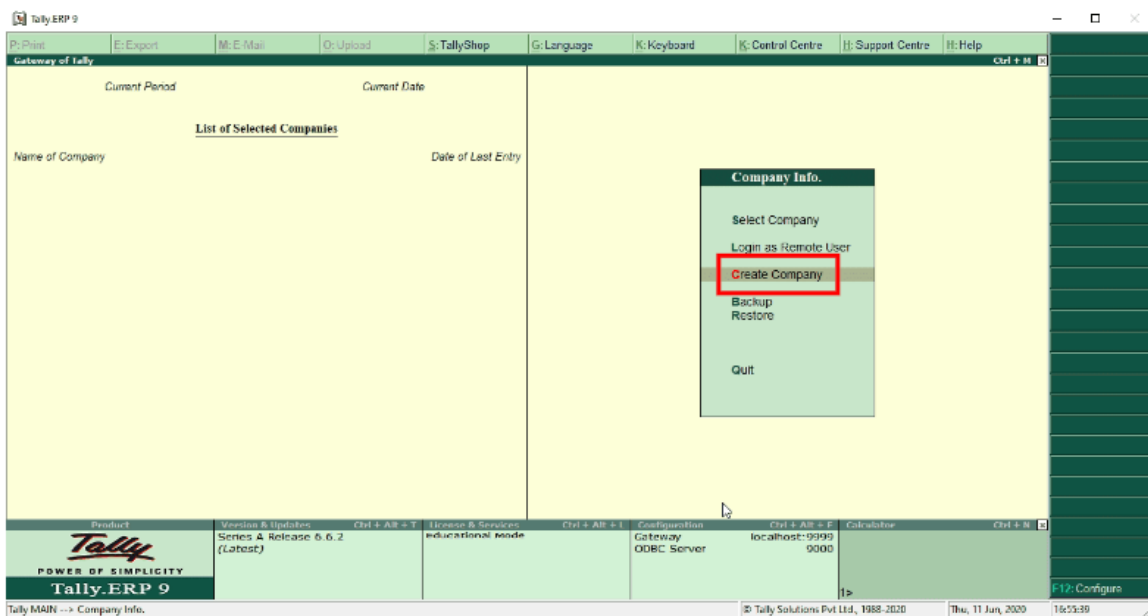 Tally.ERP 9
P: Print E: Export M: E-Mail O: Upload S: TallyShop G: Language K: Keyboard K: Control Centre H: Support Centre H: Help
Gateway of Tally Ctrl + M
Current Period Current Date
List of Selected Companies
Name of Company Date of Last Entry
Company Info.
Select Company
Login as Remote User
Create Company
Backup
Restore
Quit
Product Version & Updates Ctrl + Alt + T License & Services Ctrl + Alt + L Configuration Ctrl + Alt + F Calculator Ctrl + N
Tally
POWER OF SIMPLICITY
Tally.ERP 9
Series A Release 6.6.2
(Latest)
Educational Mode
Gateway localhost:9999
ODBC Server 9000
1>
F12: Configure
Tally MAIN --> Company Info. © Tally Solutions Pvt Ltd., 1988-2020 Thu, 11 Jun, 2020 16:55:39